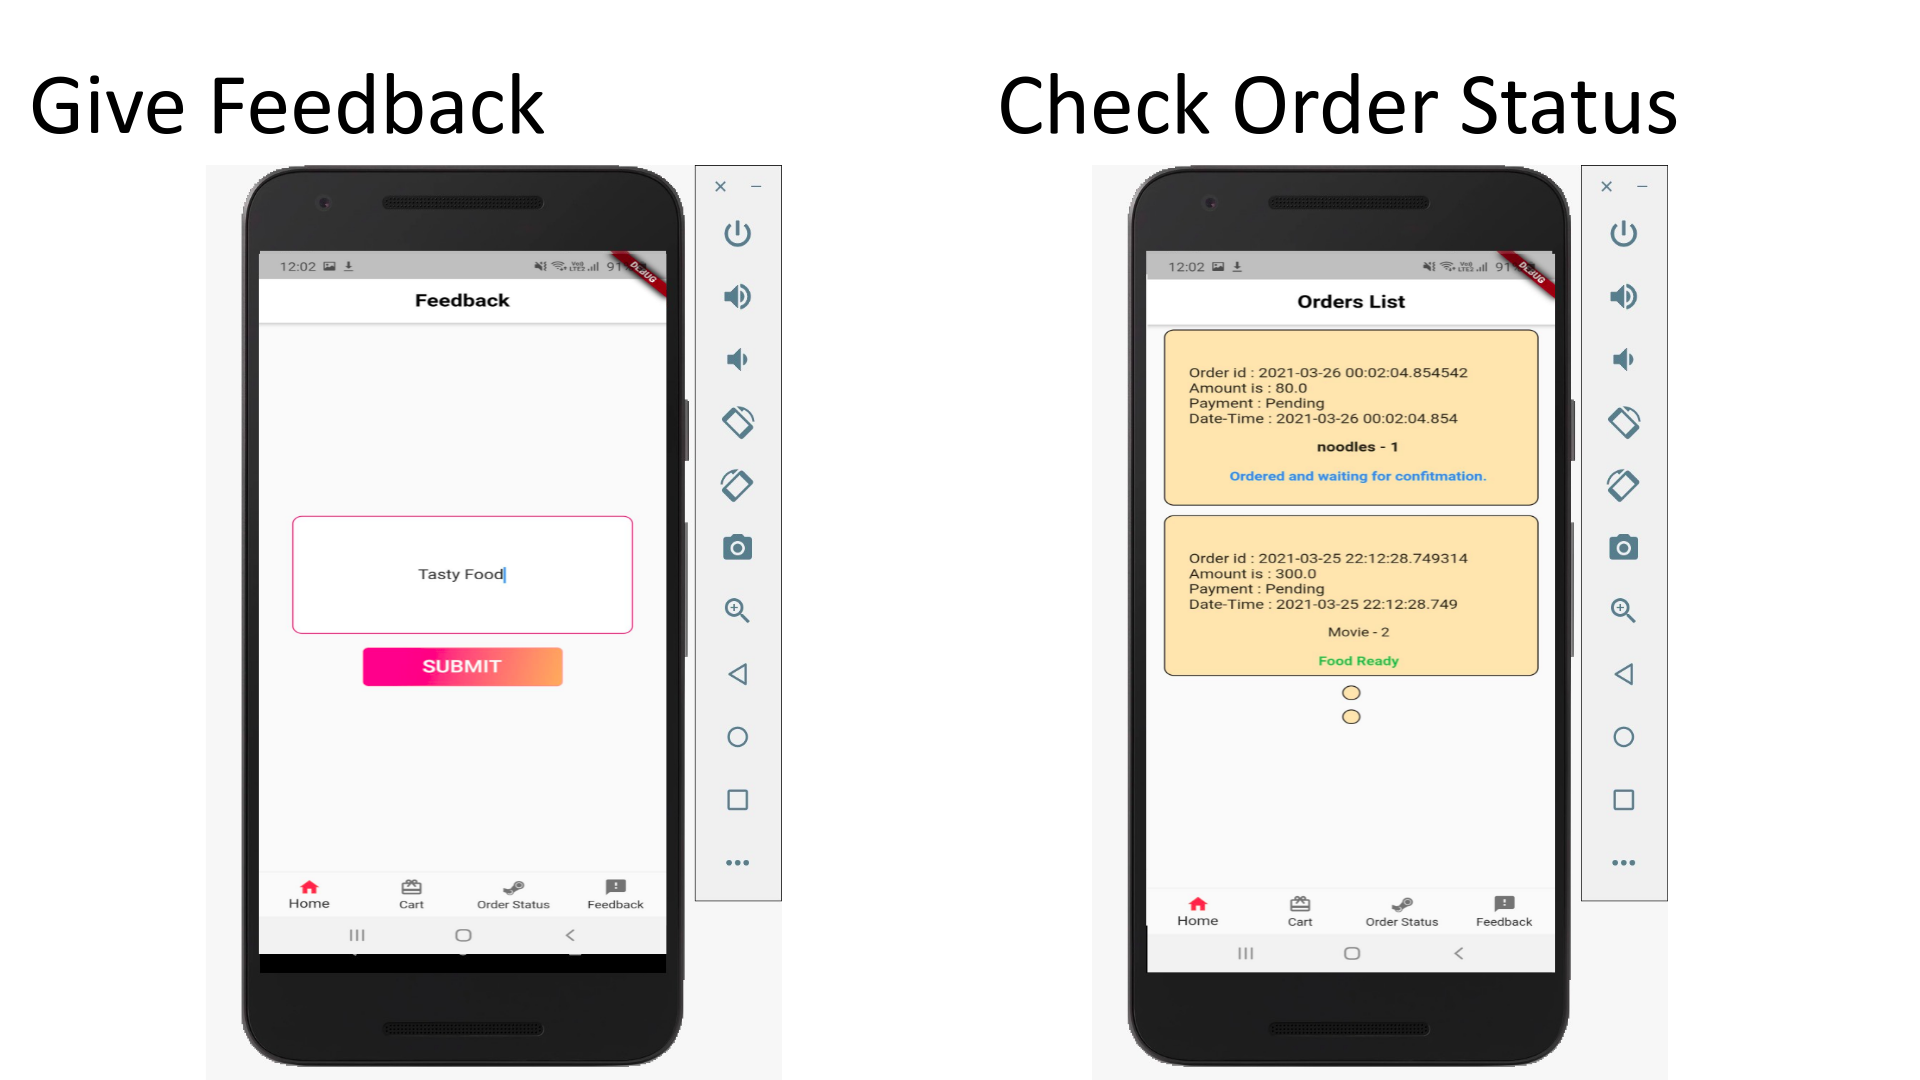 Give Feedback
Check Order Status
12:02
91
DEBUG
Feedback
Tasty Food
SUBMIT
Home
Cart
Order Status
Feedback
12:02
91
DEBUG
Orders List
Order id : 2021-03-26 00:02:04.854542
Amount is : 80.0
Payment : Pending
Date-Time : 2021-03-26 00:02:04.854
noodles - 1
Ordered and waiting for confitmation.
Order id : 2021-03-25 22:12:28.749314
Amount is : 300.0
Payment : Pending
Date-Time : 2021-03-25 22:12:28.749
Movie - 2
Food Ready
Home
Cart
Order Status
Feedback